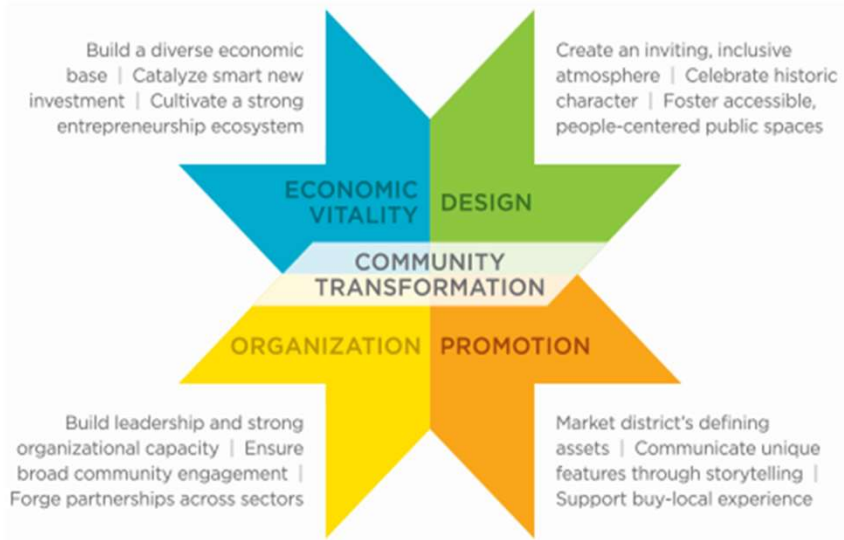 Build a diverse economic
base | Catalyze smart new
investment | Cultivate a strong
entrepreneurship ecosystem
Create an inviting, inclusive
atmosphere | Celebrate historic
character | Foster accessible,
people-centered public spaces
ECONOMIC
VITALITY
DESIGN
COMMUNITY
TRANSFORMATION
ORGANIZATION
PROMOTION
Build leadership and strong
organizational capacity | Ensure
broad community engagement |
Forge partnerships across sectors
Market district's defining
assets | Communicate unique
features through storytelling |
Support buy-local experience